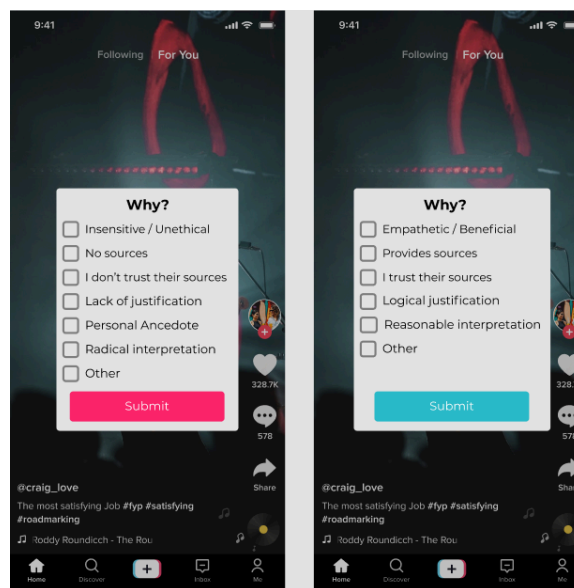 9:41
Following For You
Why?
Insensitive / Unethical
No sources
I don't trust their sources
Lack of justification
Personal Ancedote
Radical interpretation
Other
Submit
328.7K
578
Share
@craig_love
The most satisfying Job #fyp #satisfying
#roadmarking
Roddy Roundicch - The Rou
Home Discover Inbox Me
9:41
Following For You
Why?
Empathetic / Beneficial
Provides sources
I trust their sources
Logical justification
Reasonable interpretation
Other
Submit
328.
578
Shar
@craig_love
The most satisfying Job #fyp #satisfying
#roadmarking
Roddy Roundicch - The Rou
Home Discover Inbox Me